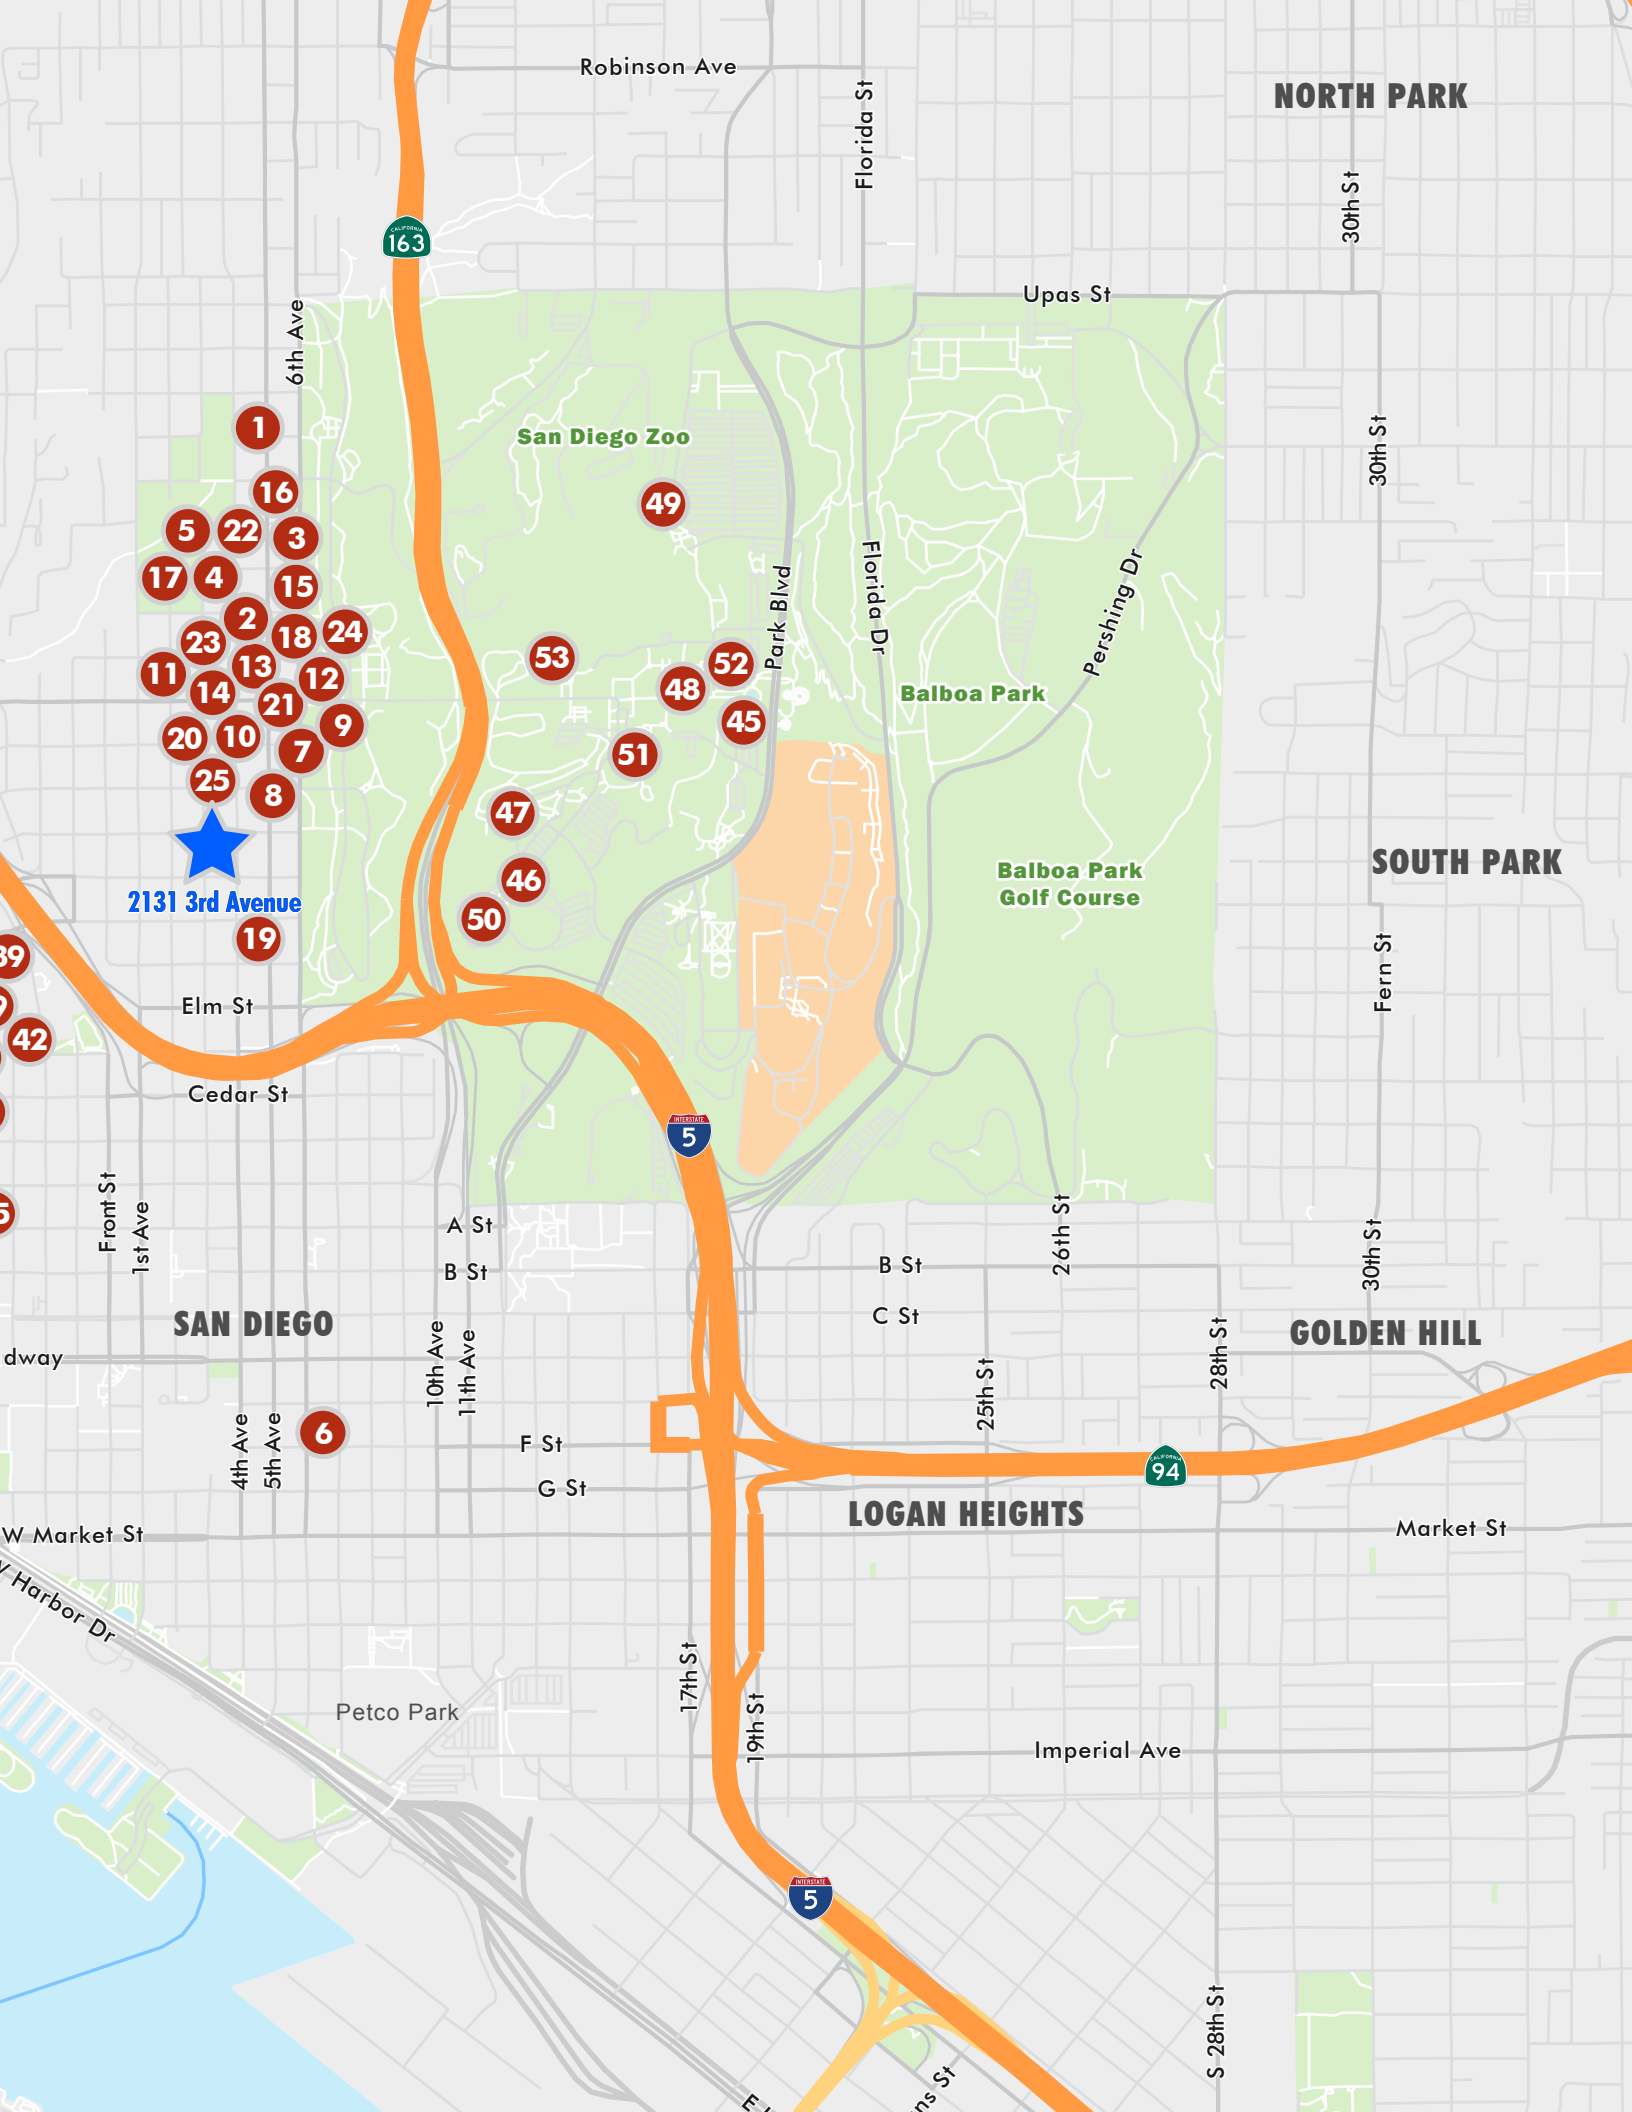 Robinson Ave
Florida St
NORTH PARK
30th St
CALIFORNIA
163
Upas St
6th Ave
1
San Diego Zoo
30th St
16
49
5
22
3
17
4
15
Park Blvd
Florida Dr
Pershing Dr
2
23
18
24
11
13
12
53
52
14
21
48
Balboa Park
20
10
9
45
7
51
25
8
47
SOUTH PARK
46
Balboa Park
Golf Course
2131 3rd Avenue
50
19
39
Fern St
Elm St
42
Cedar St
INTERSTATE
5
Front St
1st Ave
A St
26th St
30th St
B St
B St
C St
SAN DIEGO
GOLDEN HILL
dway
10th Ave
11th Ave
25th St
28th St
4th Ave
5th Ave
6
F St
CALIFORNIA
94
G St
LOGAN HEIGHTS
W Market St
Market St
W Harbor Dr
17th St
19th St
Petco Park
Imperial Ave
INTERSTATE
5
S 28th St
ns St
E